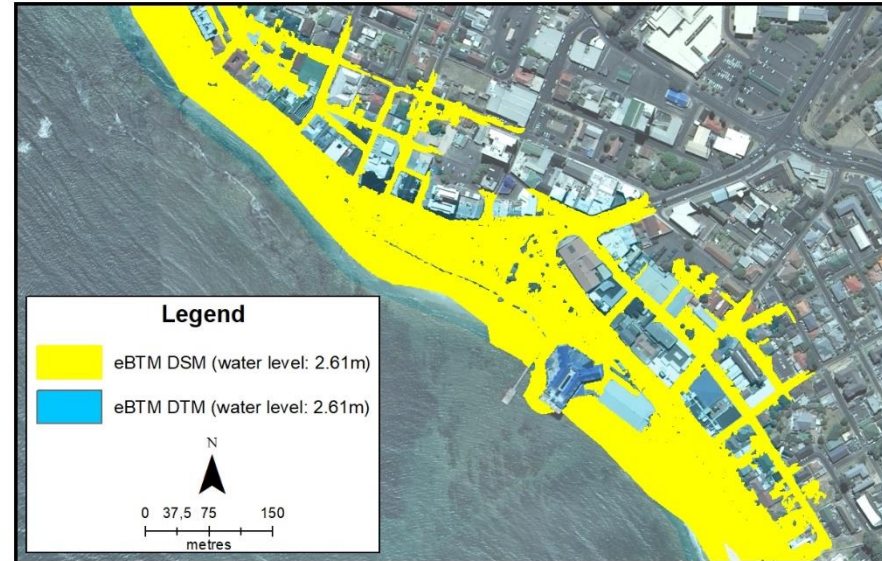 Legend
eBTM DSM (water level: 2.61m)
eBTM DTM (water level: 2.61m)
N
0 37,5 75 150
metres